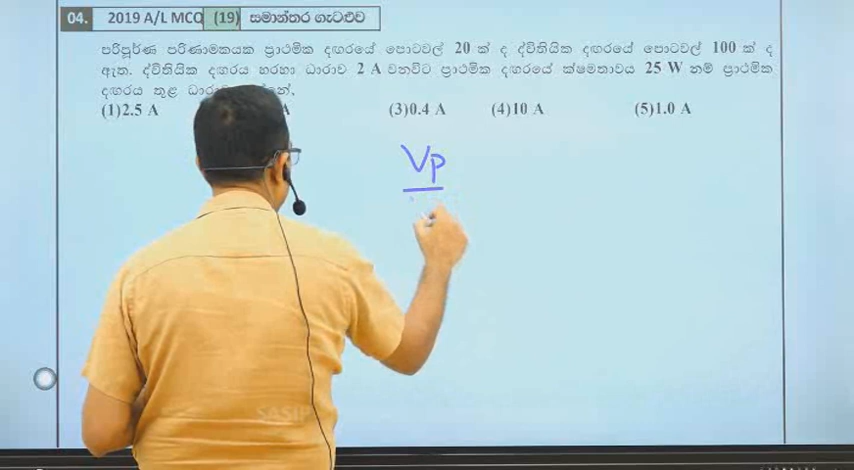 04. 2019 A/L MCQ (19) සමාන්තර ගැටළුව
පරිපූර්ණ පරිණාමකයක ප්‍රාථමික දඟරයේ පොටවල් 20 ක් ද ද්විතියික දඟරයේ පොටවල් 100 ක් ද
ඇත. ද්විතියික දඟරය හරහා ධාරාව 2 A වනවිට ප්‍රාථමික දඟරයේ ක්ෂමතාවය 25 W නම් ප්‍රාථමික
දඟරය තුළ
(1)2.5 A A (3)0.4 A (4)10 A (5)1.0 A
Vp
SASIP